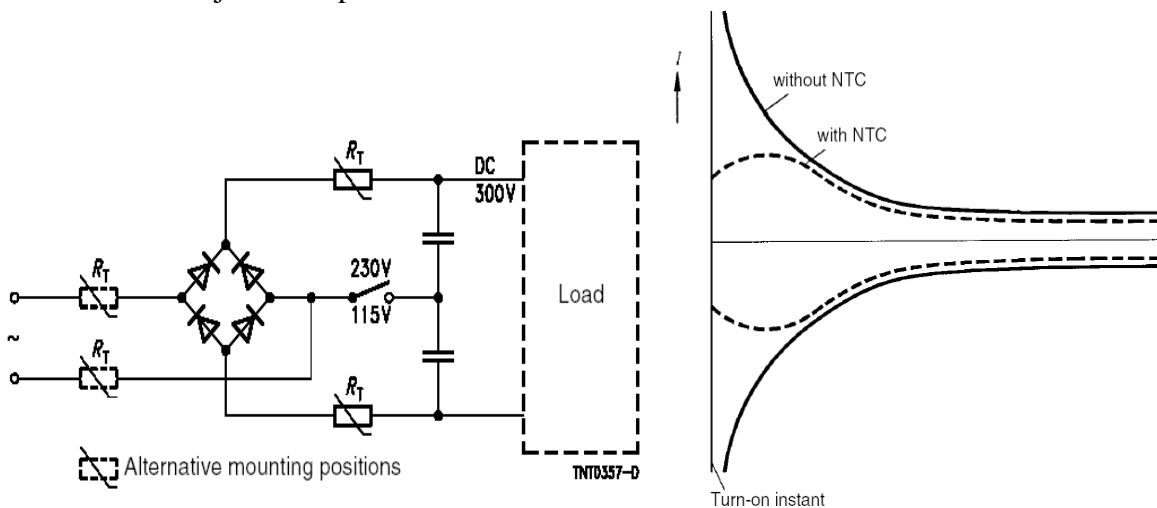 I
without NTC
with NTC
R_T
DC
300V
R_T
230V
115V
Load
~
R_T
R_T
Alternative mounting positions
TNT0357-D
Turn-on instant